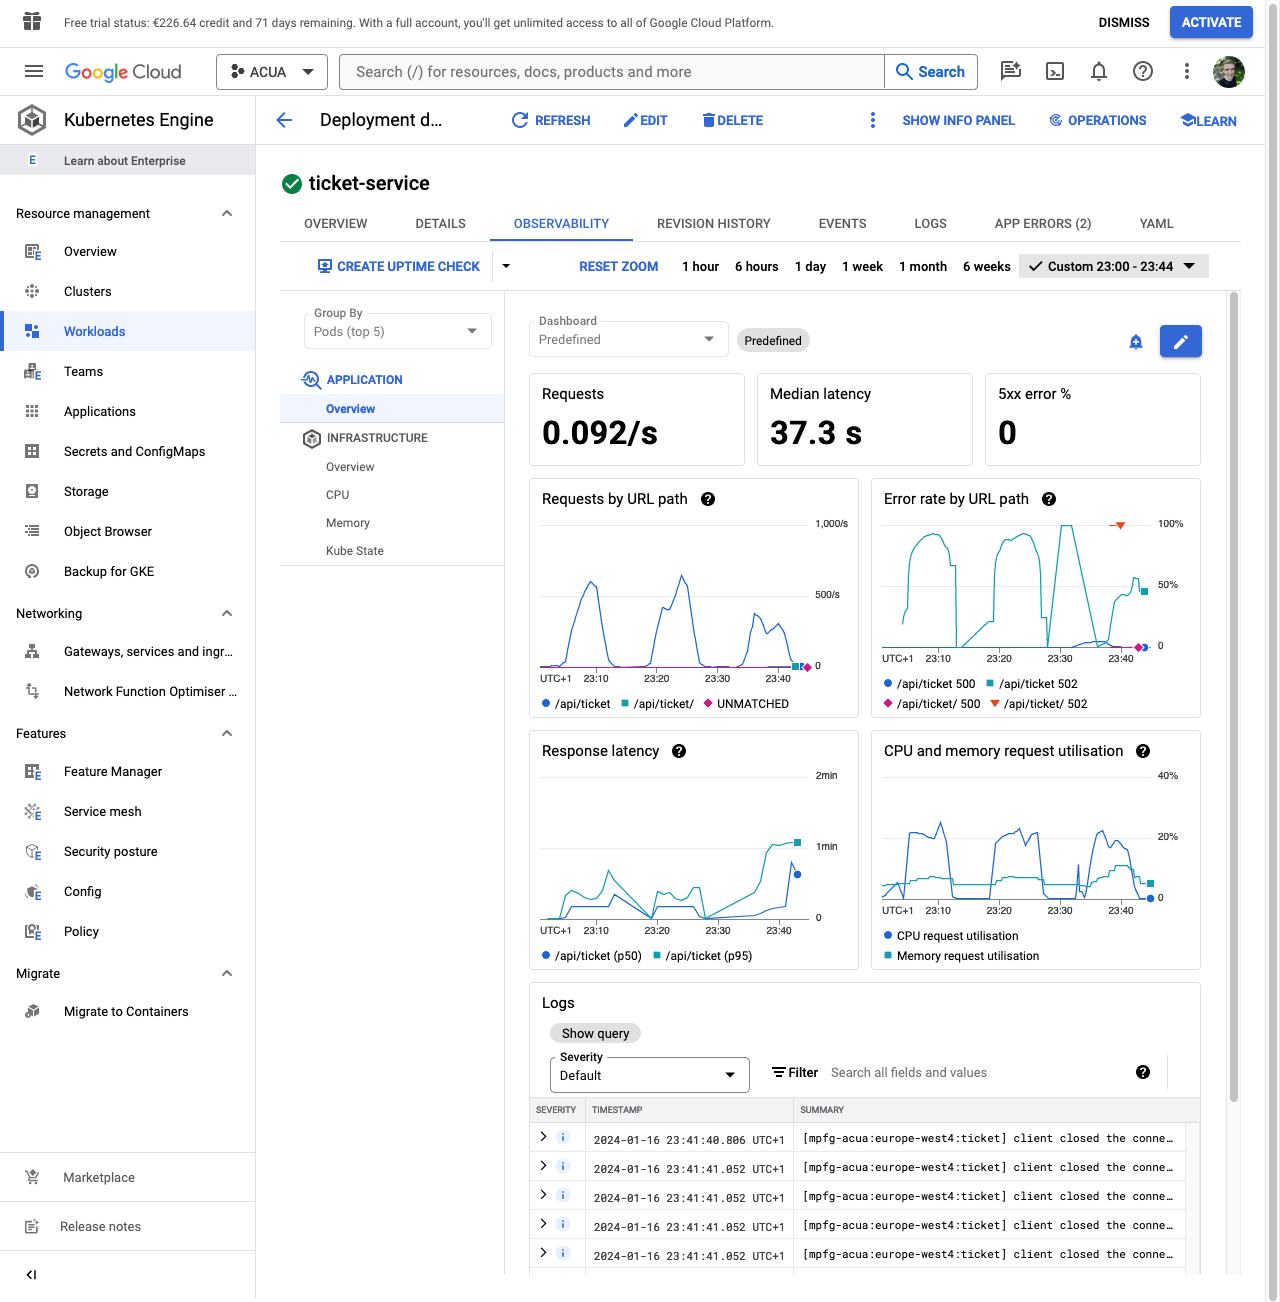 Free trial status: €226.64 credit and 71 days remaining. With a full account, you'll get unlimited access to all of Google Cloud Platform.
DISMISS
ACTIVATE
Google Cloud
ACUA
Search (/) for resources, docs, products and more
Search
Kubernetes Engine
Deployment d...
REFRESH
EDIT
DELETE
SHOW INFO PANEL
OPERATIONS
LEARN
E
Learn about Enterprise
Resource management
Overview
Clusters
Workloads
Teams
Applications
Secrets and ConfigMaps
Storage
Object Browser
Backup for GKE
Networking
Gateways, services and ingr...
Network Function Optimiser ...
Features
Feature Manager
Service mesh
Security posture
Config
Policy
Migrate
Migrate to Containers
Marketplace
Release notes
ticket-service
OVERVIEW
DETAILS
OBSERVABILITY
REVISION HISTORY
EVENTS
LOGS
APP ERRORS (2)
YAML
CREATE UPTIME CHECK
RESET ZOOM
1 hour
6 hours
1 day
1 week
1 month
6 weeks
Custom 23:00 - 23:44
Group By
Pods (top 5)
APPLICATION
Overview
INFRASTRUCTURE
Overview
CPU
Memory
Kube State
Dashboard
Predefined
Predefined
Requests
0.092/s
Median latency
37.3 s
5xx error %
0
Requests by URL path
1,000/s
500/s
0
UTC+1 23:10 23:20 23:30 23:40
/api/ticket /api/ticket/ UNMATCHED
Error rate by URL path
100%
50%
0
UTC+1 23:10 23:20 23:30 23:40
/api/ticket 500 /api/ticket 502
/api/ticket/ 500 /api/ticket/ 502
Response latency
2min
1min
0
UTC+1 23:10 23:20 23:30 23:40
/api/ticket (p50) /api/ticket (p95)
CPU and memory request utilisation
40%
20%
0
UTC+1 23:10 23:20 23:30 23:40
CPU request utilisation
Memory request utilisation
Logs
Show query
Severity
Default
Filter
Search all fields and values
SEVERITY TIMESTAMP SUMMARY
2024-01-16 23:41:40.806 UTC+1 [mpfg-acua:europe-west4:ticket] client closed the conne…
2024-01-16 23:41:41.052 UTC+1 [mpfg-acua:europe-west4:ticket] client closed the conne…
2024-01-16 23:41:41.052 UTC+1 [mpfg-acua:europe-west4:ticket] client closed the conne…
2024-01-16 23:41:41.052 UTC+1 [mpfg-acua:europe-west4:ticket] client closed the conne…
2024-01-16 23:41:41.052 UTC+1 [mpfg-acua:europe-west4:ticket] client closed the conne…